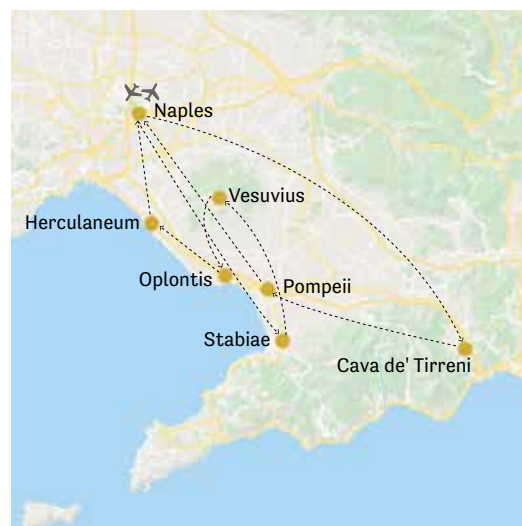 Naples
Vesuvius
Herculaneum
Oplontis
Pompeii
Stabiae
Cava de' Tirreni